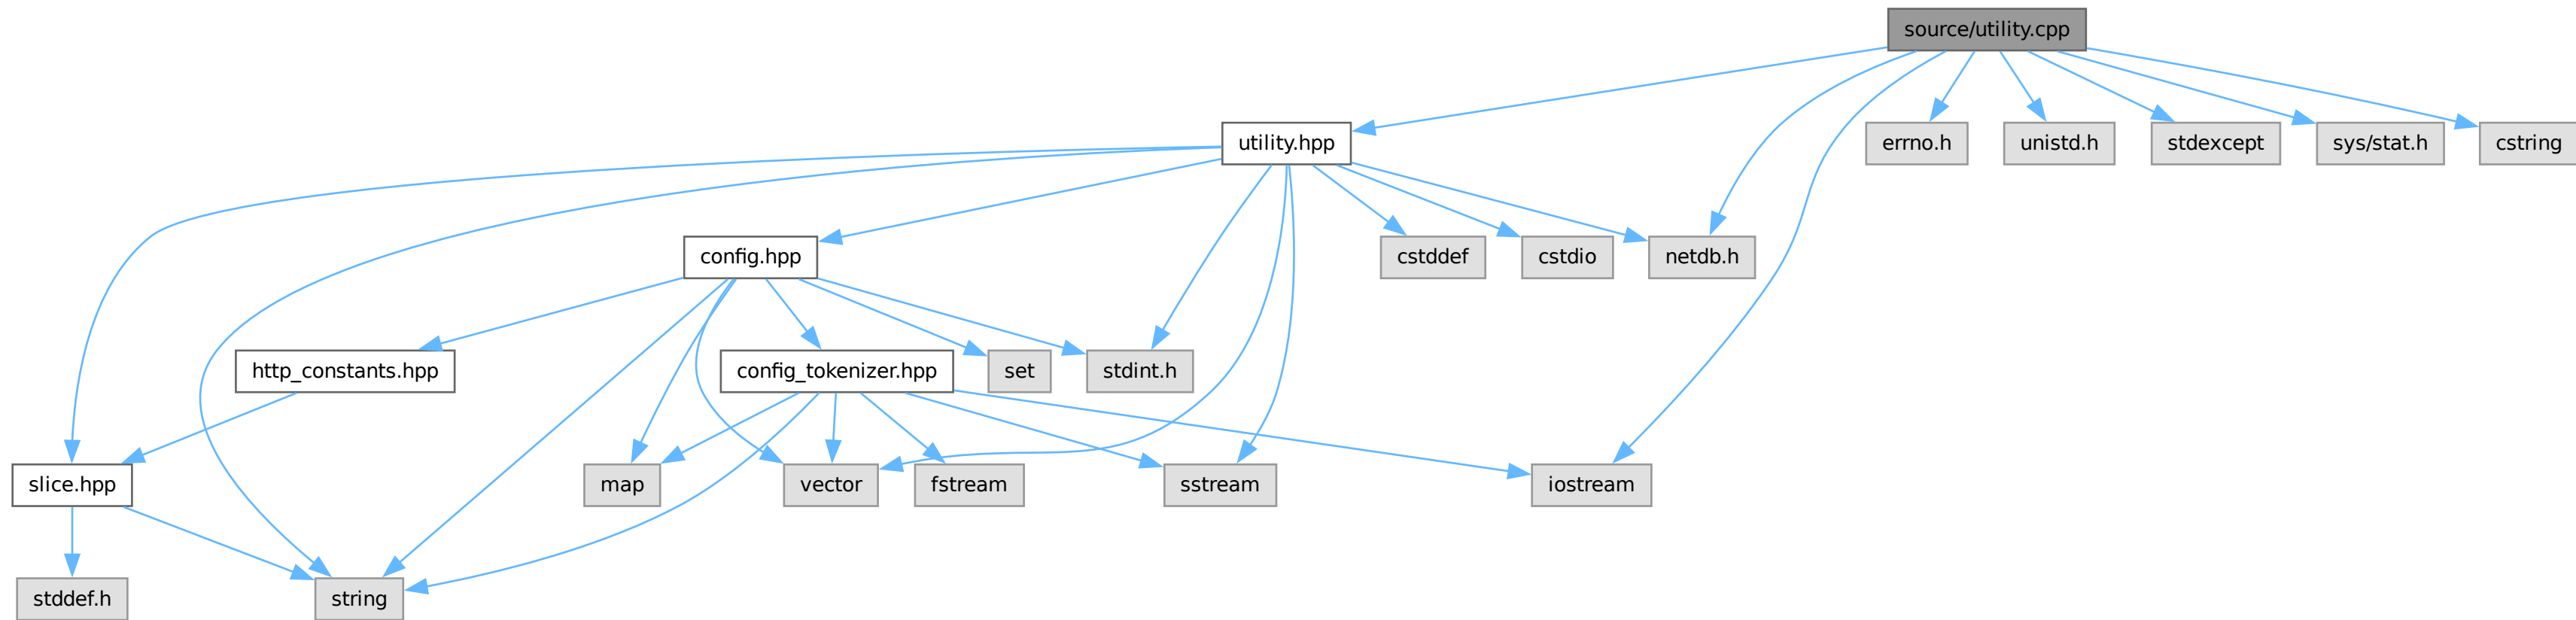 source/utility.cpp
utility.hpp
errno.h
unistd.h
stdexcept
sys/stat.h
cstring
config.hpp
cstddef
cstdio
netdb.h
http_constants.hpp
config_tokenizer.hpp
set
stdint.h
slice.hpp
map
vector
fstream
sstream
iostream
stddef.h
string